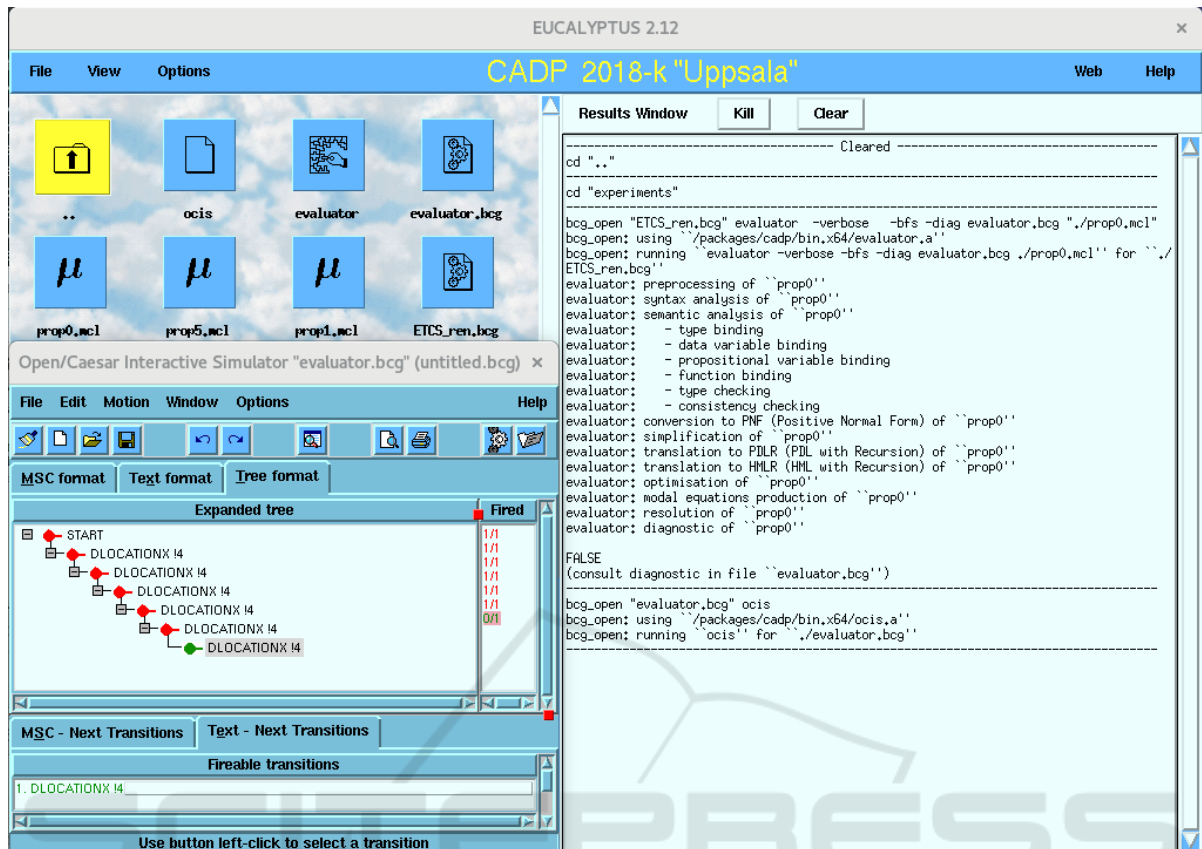 EUCALYPTUS 2.12 ×
File View Options CADP 2018-k "Uppsala" Web Help
.. ocis evaluator evaluator.bcg
μ μ μ
prop0.mcl prop5.mcl prop1.mcl ETCS_ren.bcg
Open/Caesar Interactive Simulator "evaluator.bcg" (untitled.bcg) ×
File Edit Motion Window Options Help
MSC format Text format Tree format
Expanded tree Fired
START 1/1
DLOCATIONX !4 1/1
DLOCATIONX !4 1/1
DLOCATIONX !4 1/1
DLOCATIONX !4 1/1
DLOCATIONX !4 1/1
DLOCATIONX !4 0/1
MSC - Next Transitions Text - Next Transitions
Fireable transitions
1. DLOCATIONX !4
Use button left-click to select a transition
Results Window Kill Clear
---------------------------------- Cleared ----------------------------------
cd ".."
cd "experiments"
bcg_open "ETCS_ren.bcg" evaluator -verbose -bfs -diag evaluator.bcg "./prop0.mcl"
bcg_open: using ``/packages/cadp/bin.x64/evaluator.a''
bcg_open: running ``evaluator -verbose -bfs -diag evaluator.bcg ./prop0.mcl'' for ``./
ETCS_ren.bcg''
evaluator: preprocessing of ``prop0''
evaluator: syntax analysis of ``prop0''
evaluator: semantic analysis of ``prop0''
evaluator: - type binding
evaluator: - data variable binding
evaluator: - propositional variable binding
evaluator: - function binding
evaluator: - type checking
evaluator: - consistency checking
evaluator: conversion to PNF (Positive Normal Form) of ``prop0''
evaluator: simplification of ``prop0''
evaluator: translation to PDLR (PDL with Recursion) of ``prop0''
evaluator: translation to HMLR (HML with Recursion) of ``prop0''
evaluator: optimisation of ``prop0''
evaluator: modal equations production of ``prop0''
evaluator: resolution of ``prop0''
evaluator: diagnostic of ``prop0''
FALSE
(consult diagnostic in file ``evaluator.bcg'')
bcg_open "evaluator.bcg" ocis
bcg_open: using ``/packages/cadp/bin.x64/ocis.a''
bcg_open: running ``ocis'' for ``./evaluator.bcg''
SCITEPRESS